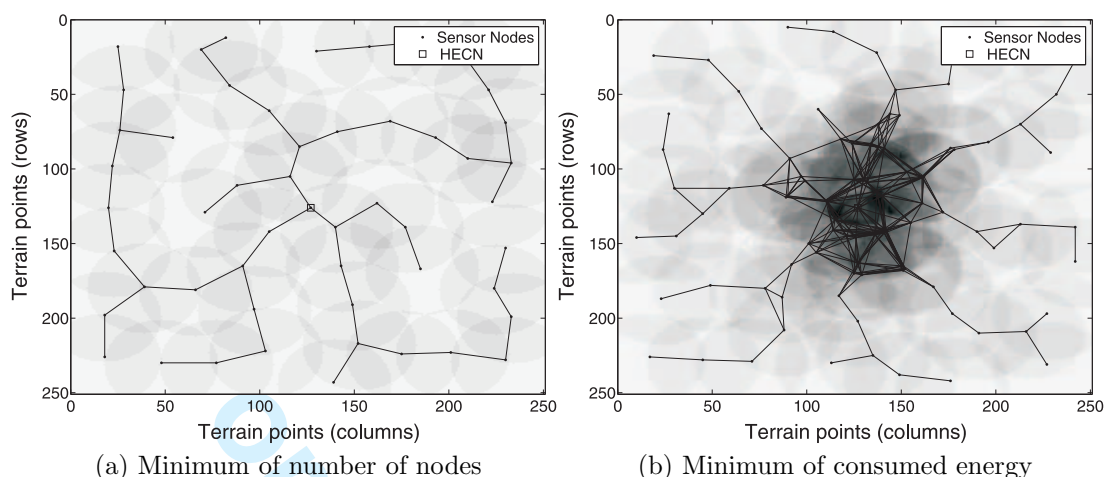 Sensor Nodes
HECN
0
50
100
150
200
250
0 50 100 150 200 250
Terrain points (rows)
Terrain points (columns)
(a) Minimum of number of nodes
Sensor Nodes
HECN
0
50
100
150
200
250
0 50 100 150 200 250
Terrain points (rows)
Terrain points (columns)
(b) Minimum of consumed energy